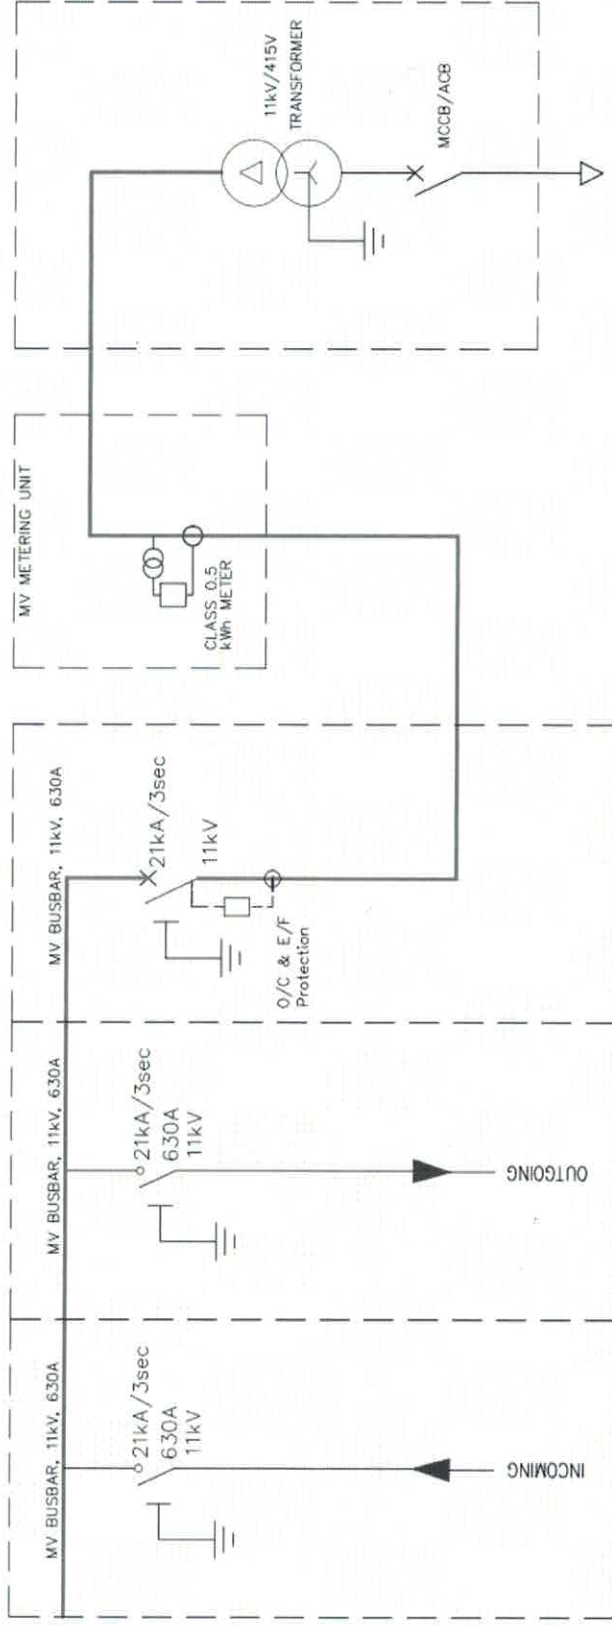 MV BUSBAR, 11kV, 630A
21kA/3sec
630A
11kV
INCOMING
MV BUSBAR, 11kV, 630A
21kA/3sec
630A
11kV
OUTGOING
MV BUSBAR, 11kV, 630A
21kA/3sec
11kV
O/C & E/F
Protection
MV METERING UNIT
CLASS 0.5
kWh METER
11kV/415V
TRANSFORMER
MCCB/ACB